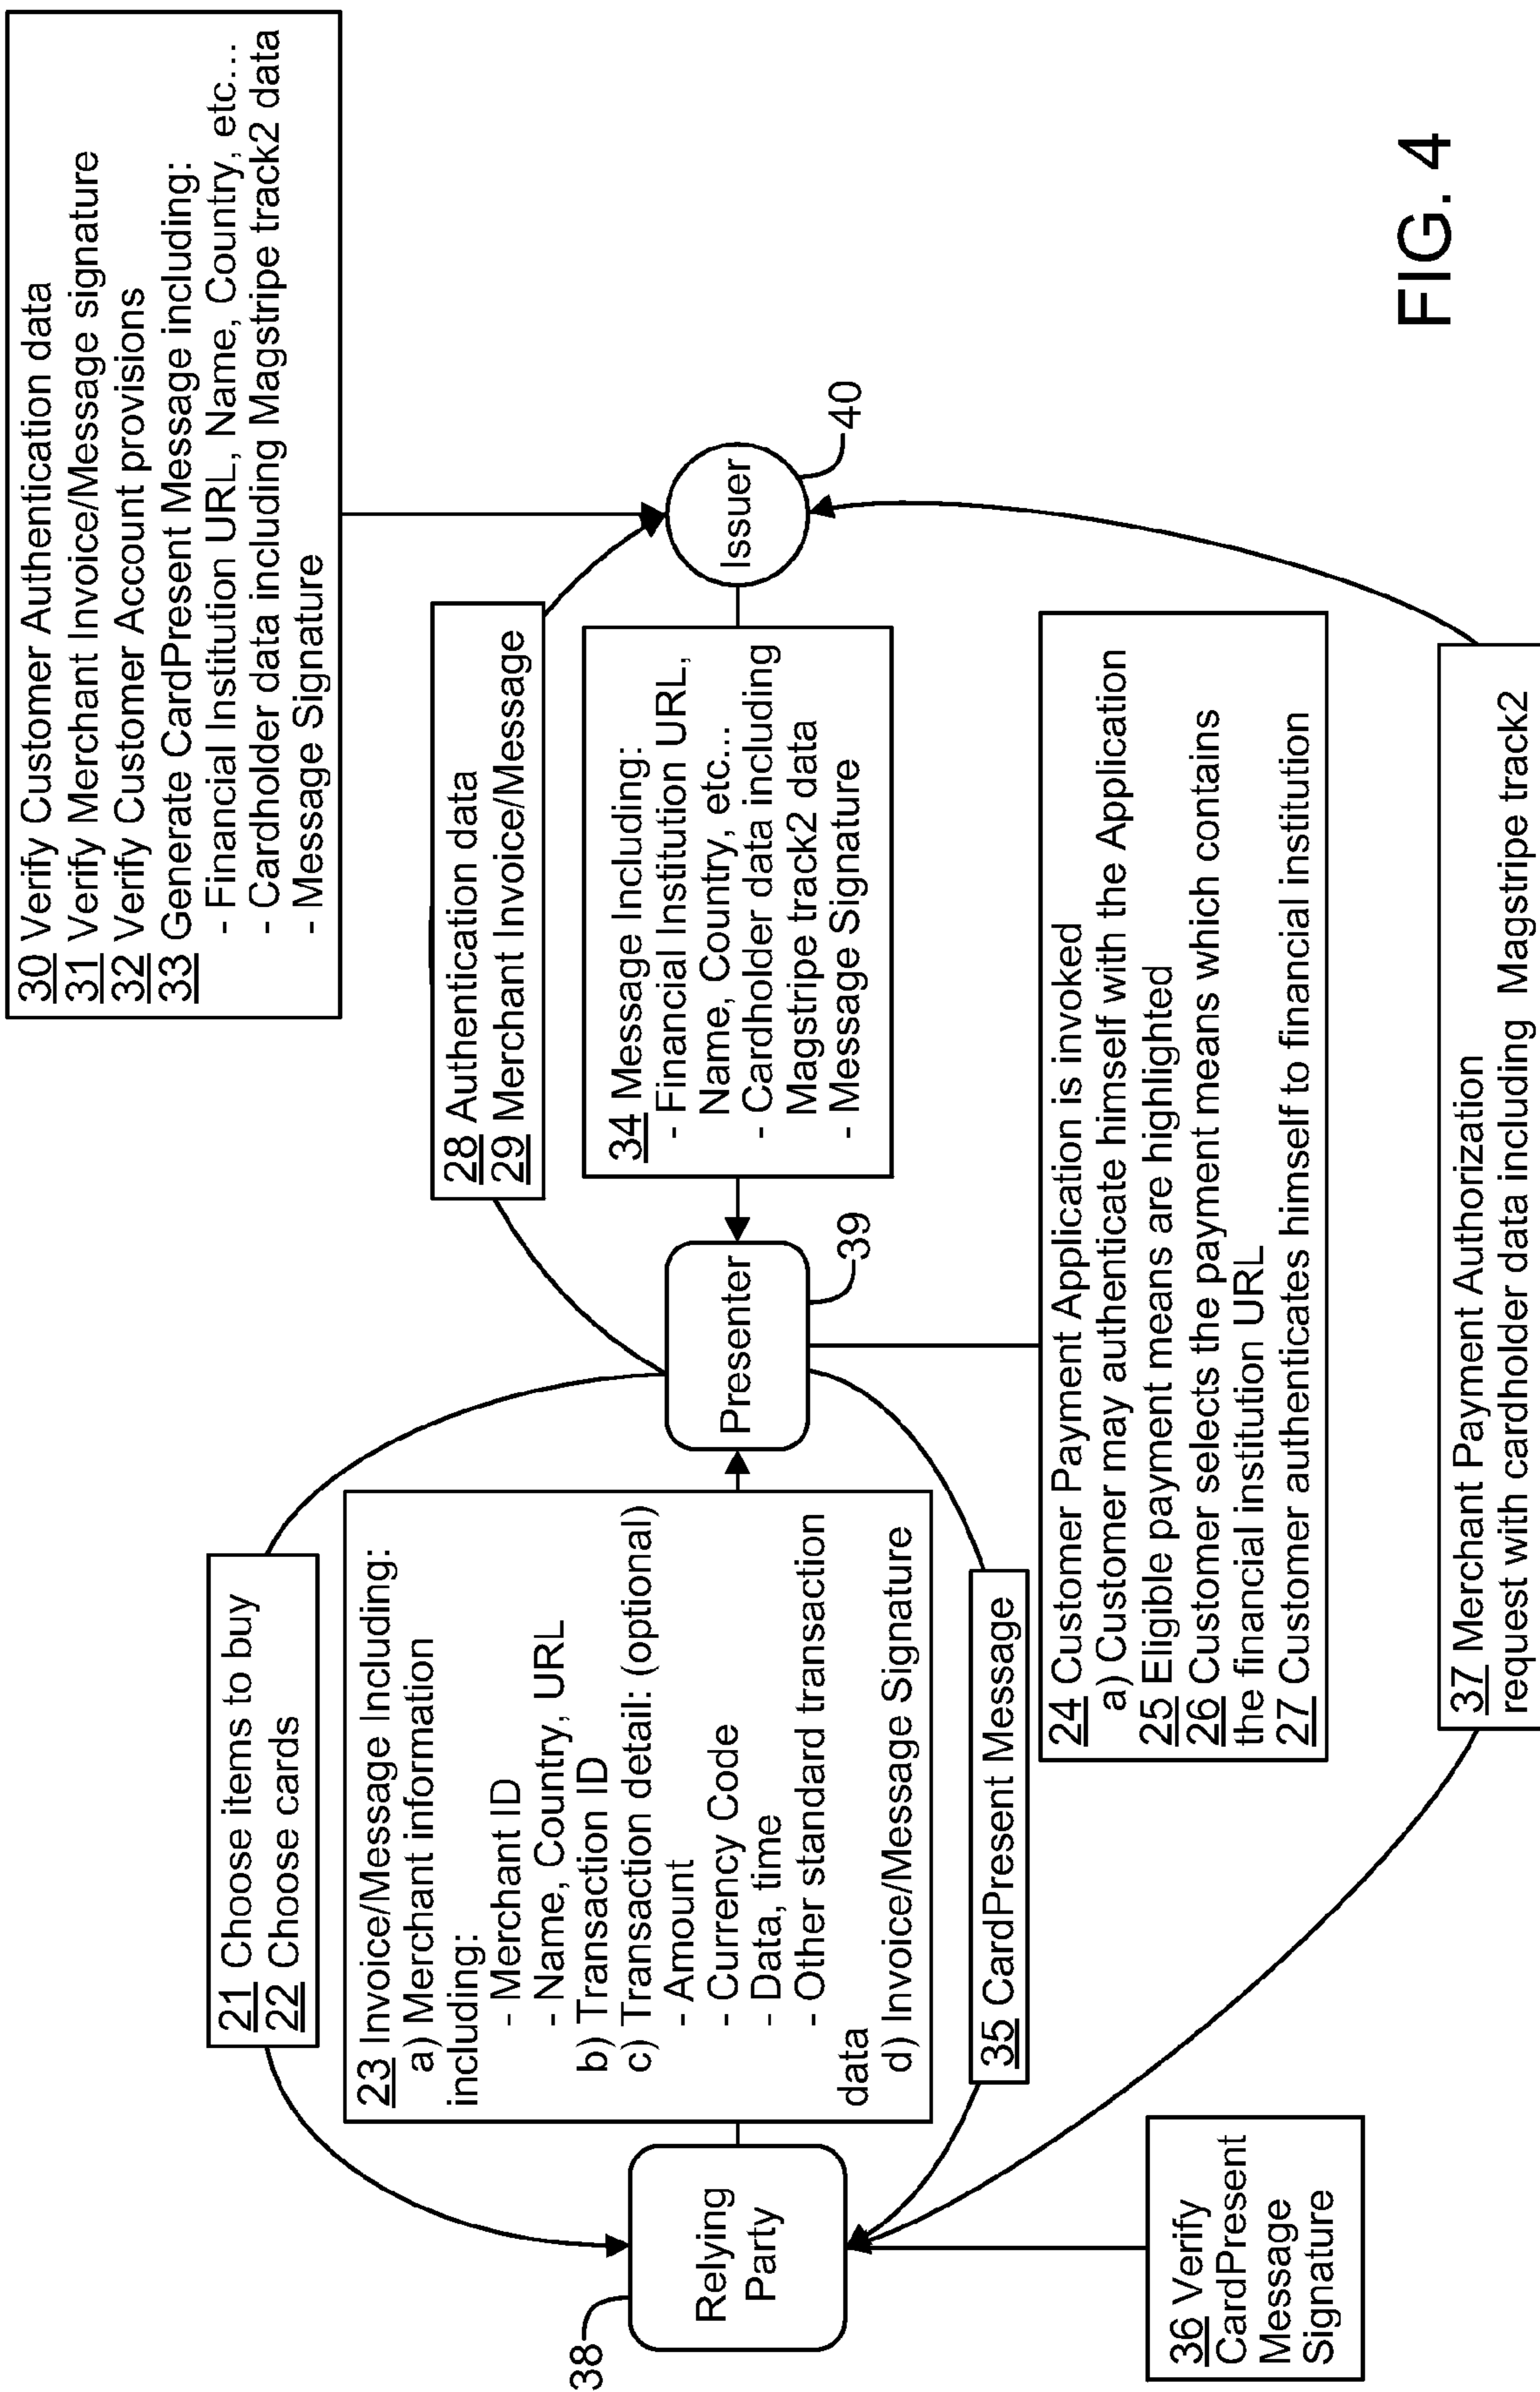 30 Verify Customer Authentication data
31 Verify Merchant Invoice/Message signature
32 Verify Customer Account provisions
33 Generate CardPresent Message including:
- Financial Institution URL, Name, Country, etc...
- Cardholder data including Magstripe track2 data
- Message Signature
21 Choose items to buy
22 Choose cards
28 Authentication data
29 Merchant Invoice/Message
23 Invoice/Message Including:
a) Merchant information
including:
- Merchant ID
- Name, Country, URL
b) Transaction ID
c) Transaction detail: (optional)
- Amount
- Currency Code
- Data, time
- Other standard transaction
data
d) Invoice/Message Signature
34 Message Including:
- Financial Institution URL,
Name, Country, etc...
- Cardholder data including
Magstripe track2 data
- Message Signature
38
Relying
Party
Presenter
39
Issuer
40
35 CardPresent Message
24 Customer Payment Application is invoked
a) Customer may authenticate himself with the Application
25 Eligible payment means are highlighted
26 Customer selects the payment means which contains
the financial institution URL
27 Customer authenticates himself to financial institution
36 Verify
CardPresent
Message
Signature
37 Merchant Payment Authorization
request with cardholder data including Magstripe track2
FIG. 4